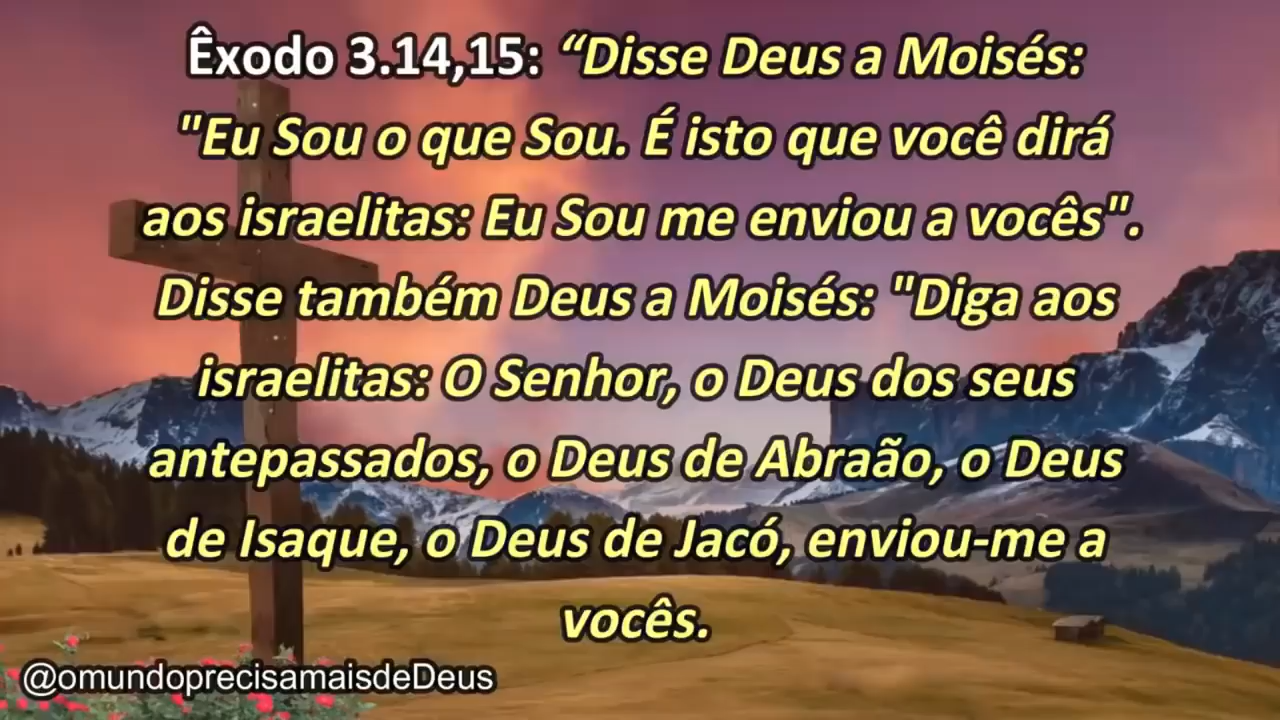 Êxodo 3.14,15: “Disse Deus a Moisés:
"Eu Sou o que Sou. É isto que você dirá
aos israelitas: Eu Sou me enviou a vocês".
Disse também Deus a Moisés: "Diga aos
israelitas: O Senhor, o Deus dos seus
antepassados, o Deus de Abraão, o Deus
de Isaque, o Deus de Jacó, enviou-me a
vocês.
@omundoprecisamaisdeDeus